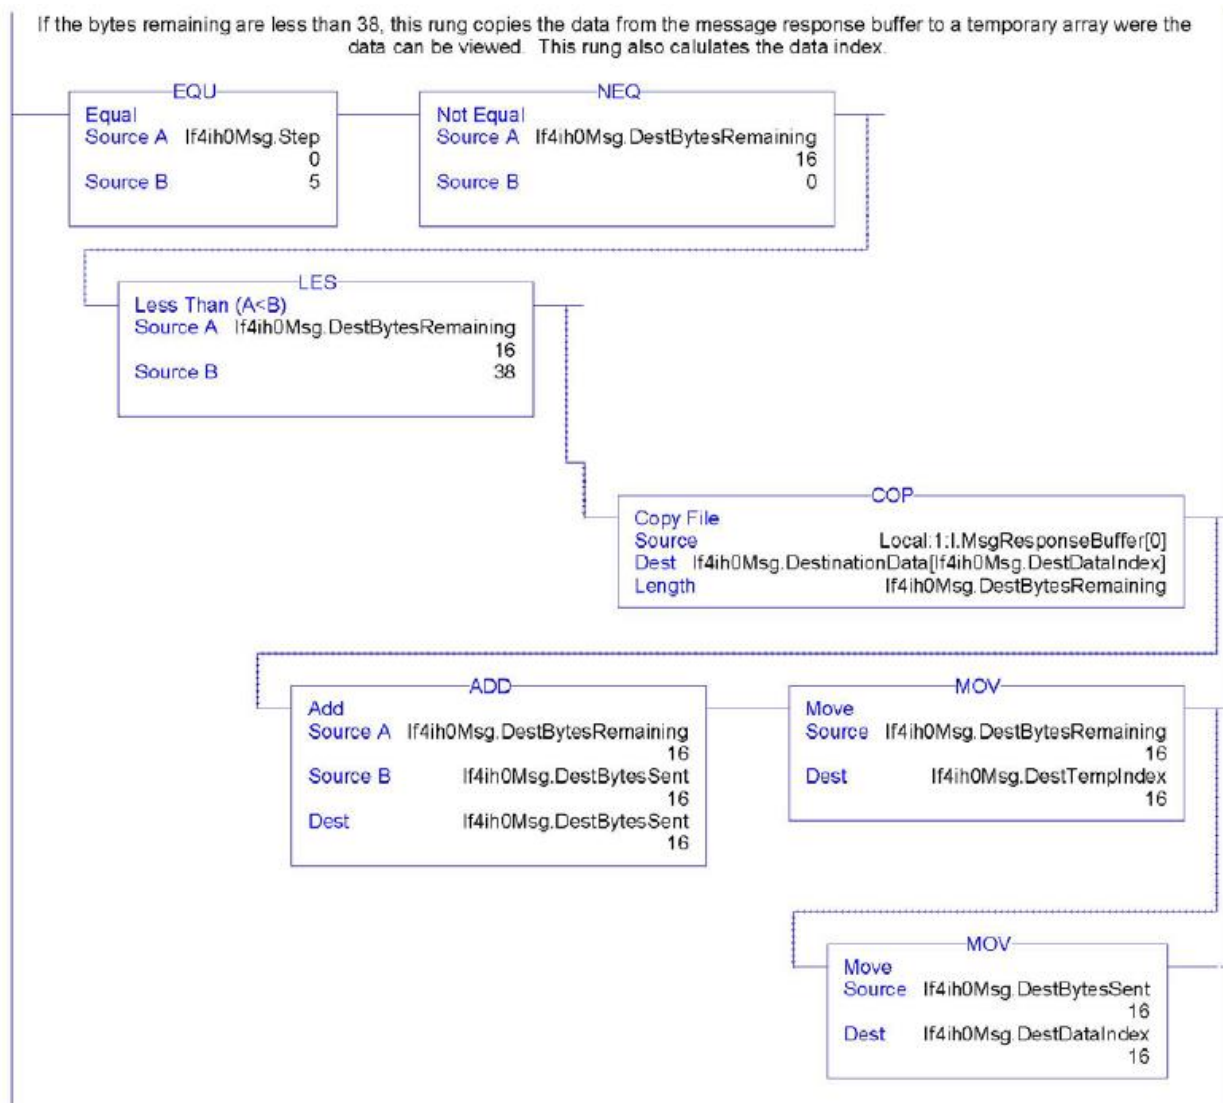 If the bytes remaining are less than 38, this rung copies the data from the message response buffer to a temporary array were the
data can be viewed. This rung also calulates the data index.
EQU
Equal
Source A If4ih0Msg.Step
0
Source B 5
NEQ
Not Equal
Source A If4ih0Msg.DestBytesRemaining
16
Source B 0
LES
Less Than (A<B)
Source A If4ih0Msg.DestBytesRemaining
16
Source B 38
COP
Copy File
Source Local:1:I.MsgResponseBuffer[0]
Dest If4ih0Msg.DestinationData[If4ih0Msg.DestDataIndex]
Length If4ih0Msg.DestBytesRemaining
ADD
Add
Source A If4ih0Msg.DestBytesRemaining
16
Source B If4ih0Msg.DestBytesSent
16
Dest If4ih0Msg.DestBytesSent
16
MOV
Move
Source If4ih0Msg.DestBytesRemaining
16
Dest If4ih0Msg.DestTempIndex
16
MOV
Move
Source If4ih0Msg.DestBytesSent
16
Dest If4ih0Msg.DestDataIndex
16